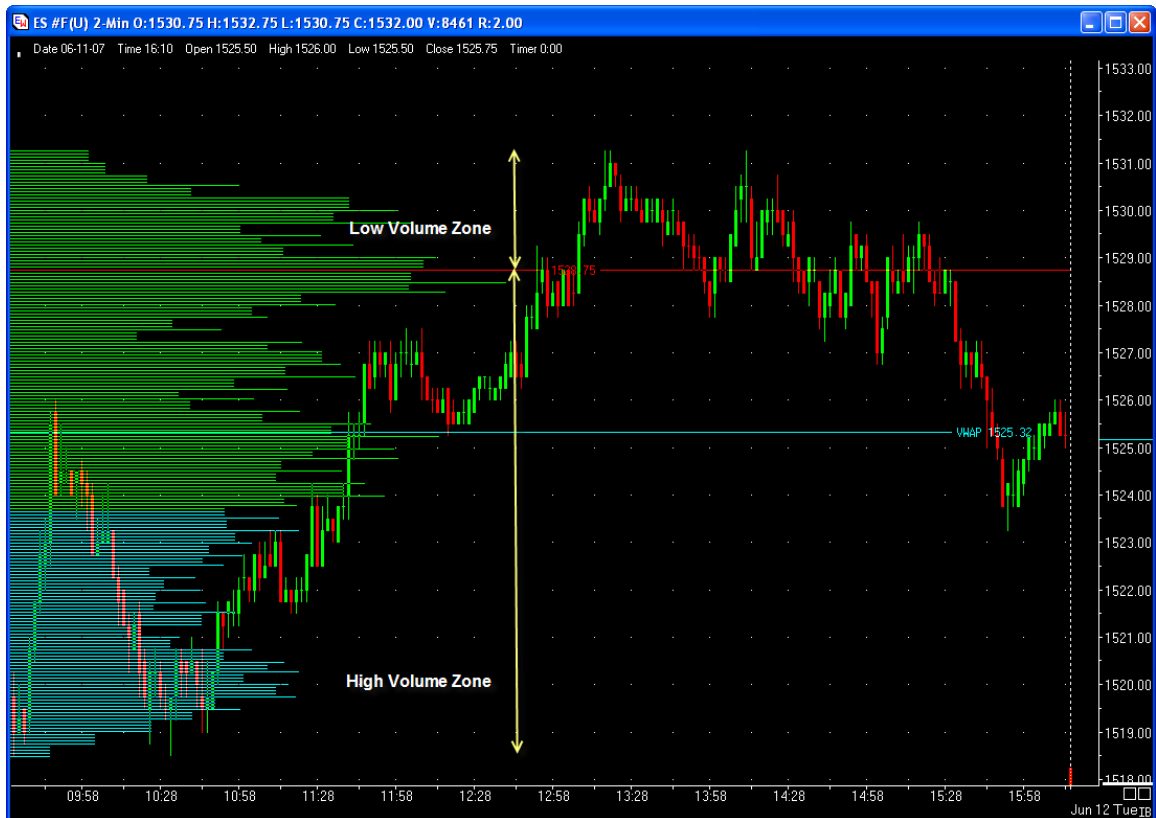 ES #F(U) 2-Min O:1530.75 H:1532.75 L:1530.75 C:1532.00 V:8461 R:2.00
Date 06-11-07 Time 16:10 Open 1525.50 High 1526.00 Low 1525.50 Close 1525.75 Timer 0:00
1533.00
1532.00
1531.00
1530.00
Low Volume Zone
1529.00
1528.75
1528.00
1527.00
1526.00
VWAP 1525.32
1525.00
1524.00
1523.00
1522.00
1521.00
High Volume Zone
1520.00
1519.00
1518.00
09:58 10:28 10:58 11:28 11:58 12:28 12:58 13:28 13:58 14:28 14:58 15:28 15:58
Jun 12 Tue IB